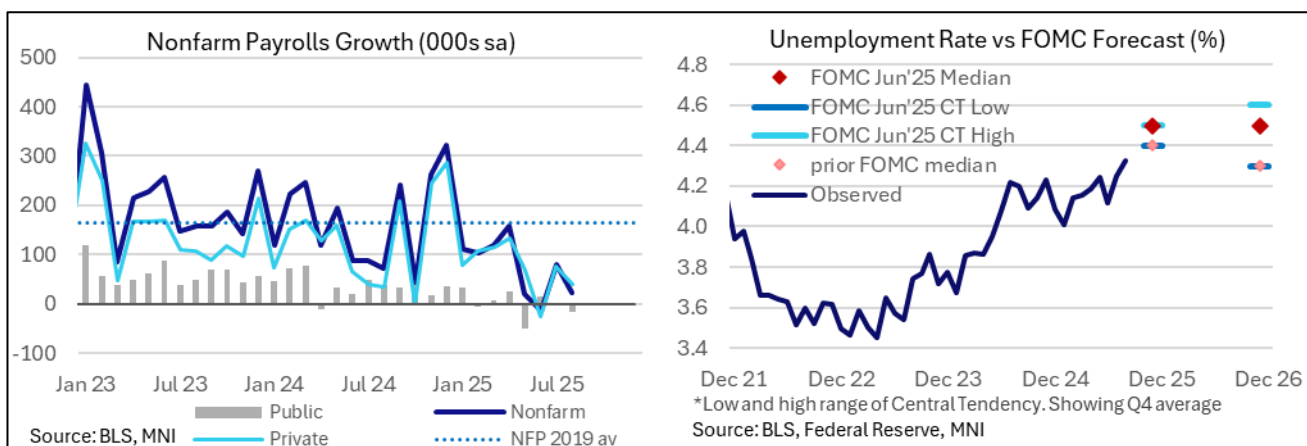 Nonfarm Payrolls Growth (000s sa)
500
400
300
200
100
0
-100
Jan 23
Jul 23
Jan 24
Jul 24
Jan 25
Jul 25
Public
Nonfarm
Private
NFP 2019 av
Source: BLS, MNI
Unemployment Rate vs FOMC Forecast (%)
4.8
4.6
4.4
4.2
4.0
3.8
3.6
3.4
FOMC Jun'25 Median
FOMC Jun'25 CT Low
FOMC Jun'25 CT High
prior FOMC median
Observed
Dec 21
Dec 22
Dec 23
Dec 24
Dec 25
Dec 26
*Low and high range of Central Tendency. Showing Q4 average
Source: BLS, Federal Reserve, MNI